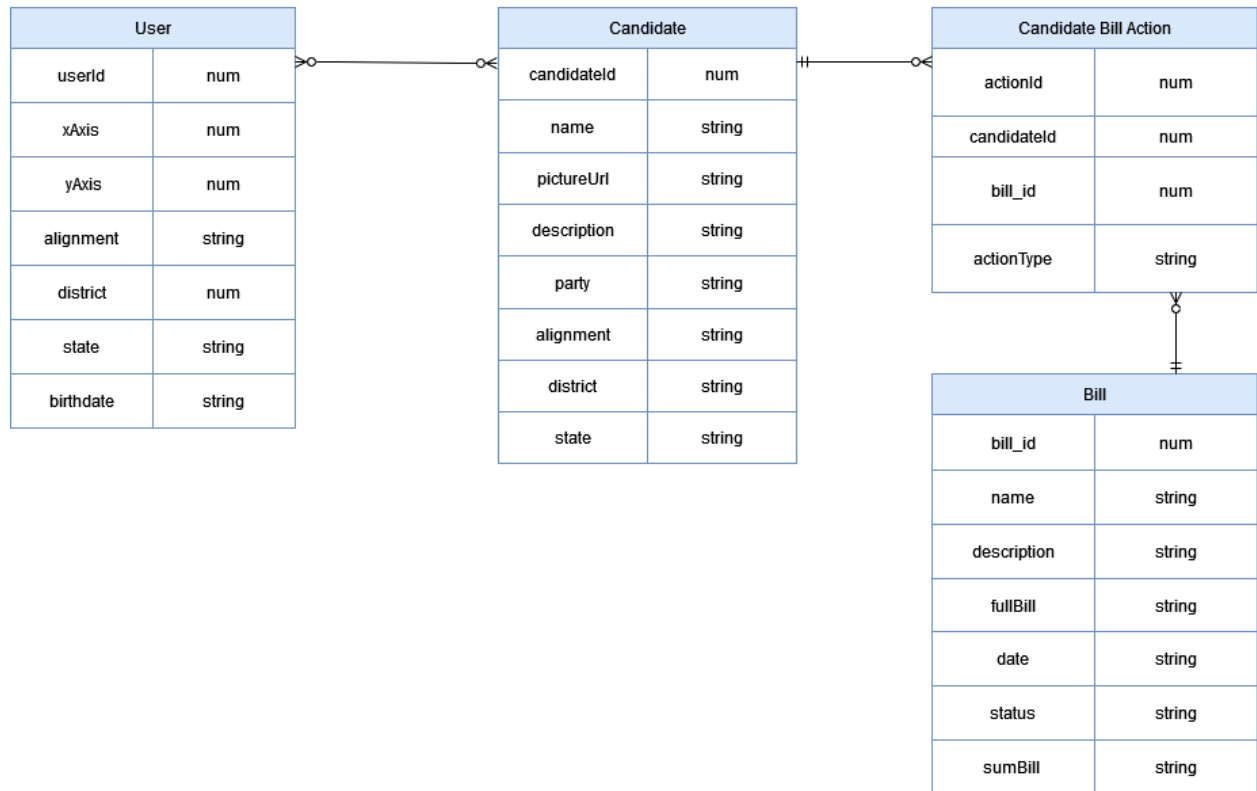 User
userId num
xAxis num
yAxis num
alignment string
district num
state string
birthdate string
Candidate
candidateId num
name string
pictureUrl string
description string
party string
alignment string
district string
state string
Candidate Bill Action
actionId num
candidateId num
bill_id num
actionType string
Bill
bill_id num
name string
description string
fullBill string
date string
status string
sumBill string